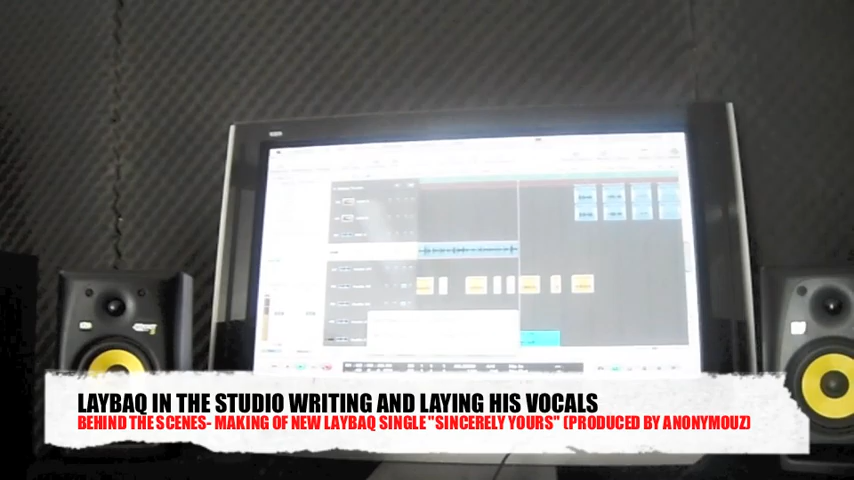 LAYBAQ IN THE STUDIO WRITING AND LAYING HIS VOCALS
BEHIND THE SCENES- MAKING OF NEW LAYBAQ SINGLE "SINCERELY YOURS" (PRODUCED BY ANONYMOUZ)